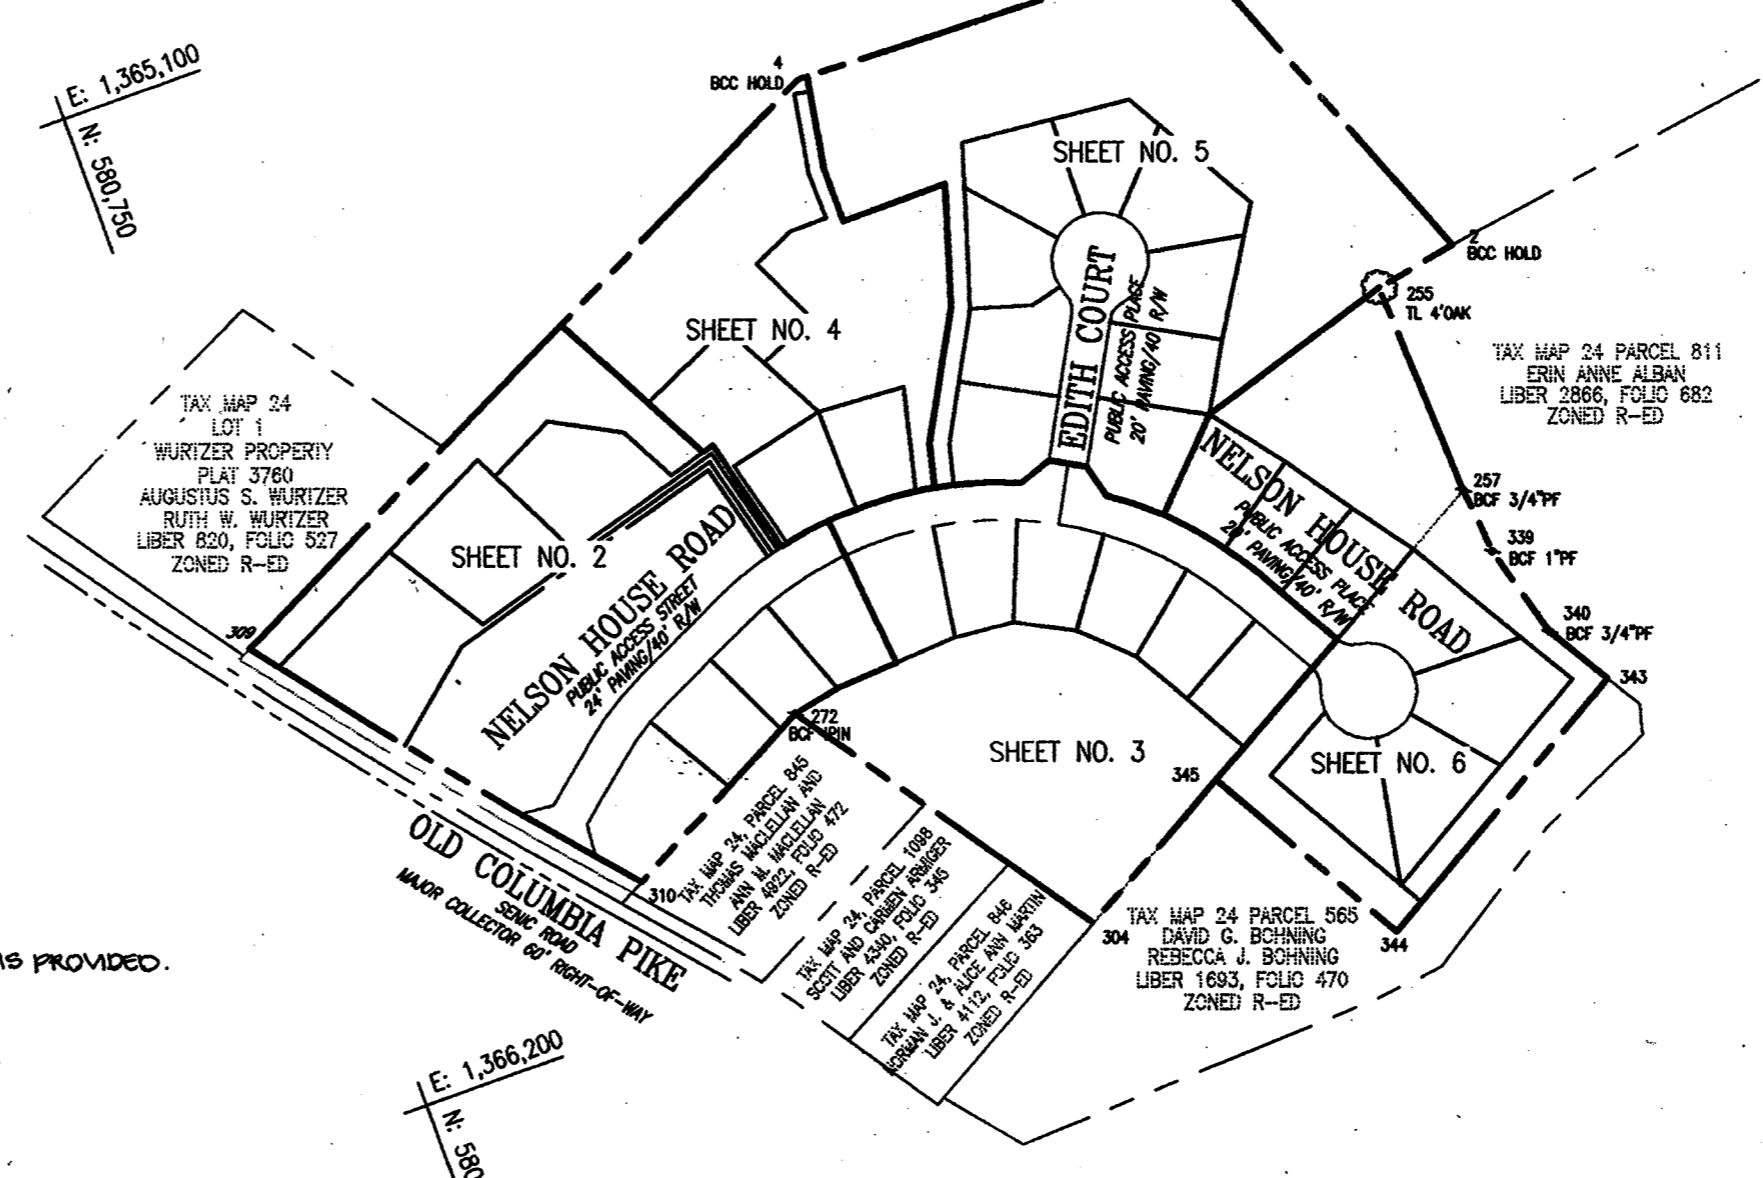 E: 1,365,100
N: 580,750
4
BCC HOLD
SHEET NO. 5
2
BCC HOLD
255
TL 4'OAK
EDITH COURT
PUBLIC ACCESS PLACE
20' PAVING/40' R/W
SHEET NO. 4
TAX MAP 24 PARCEL 811
ERIN ANNE ALBAN
LIBER 2866, FOLIO 682
ZONED R-ED
TAX MAP 24
LOT 1
WURTZER PROPERTY
PLAT 3760
AUGUSTUS S. WURTZER
RUTH W. WURTZER
LIBER 820, FOLIO 527
ZONED R-ED
257
BCF 3/4"PF
339
BCF 1"PF
340
BCF 3/4"PF
343
SHEET NO. 2
NELSON HOUSE ROAD
PUBLIC ACCESS STREET
24' PAVING/40' R/W
NELSON HOUSE ROAD
PUBLIC ACCESS PLACE
20' PAVING/40' R/W
309
272
BCF IPIN
SHEET NO. 3
345
SHEET NO. 6
310
TAX MAP 24, PARCEL 845
THOMAS MACLELLAN AND
ANN M. MACLELLAN
LIBER 4922, FOLIO 472
ZONED R-ED
TAX MAP 24, PARCEL 1098
SCOTT AND CARMEN ARMIGER
LIBER 4340, FOLIO 345
ZONED R-ED
TAX MAP 24, PARCEL 846
NORMAN J. & ALICE ANN MARTIN
LIBER 4112, FOLIO 363
ZONED R-ED
304
TAX MAP 24 PARCEL 565
DAVID G. BOHNING
REBECCA J. BOHNING
LIBER 1693, FOLIO 470
ZONED R-ED
344
OLD COLUMBIA PIKE
SENIC ROAD
MAJOR COLLECTOR 60' RIGHT-OF-WAY
IS PROVIDED.
E: 1,366,200
N: 580